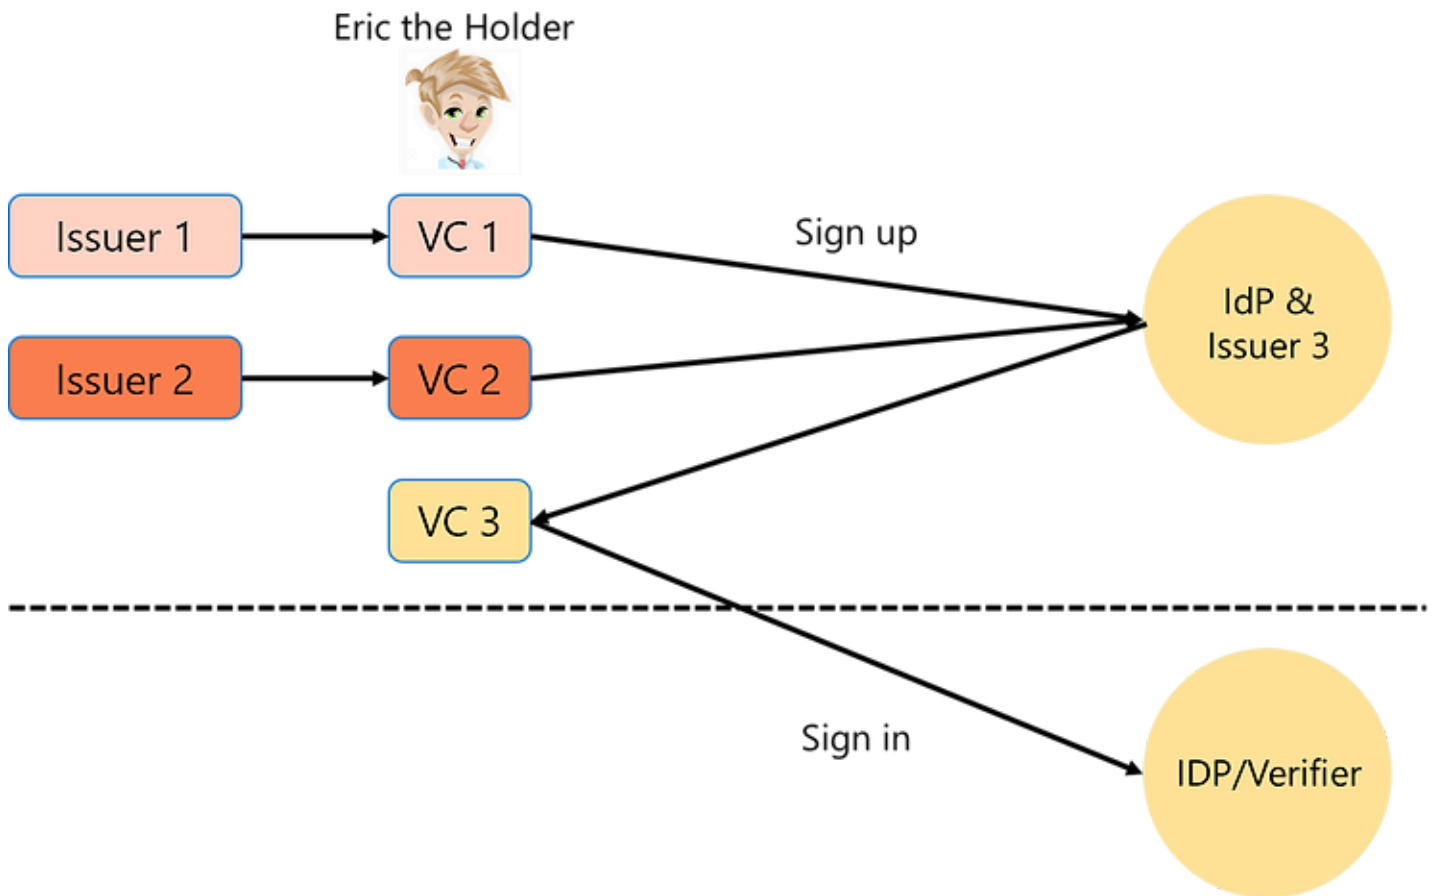 Eric the Holder
Issuer 1
VC 1
Sign up
IdP &
Issuer 3
Issuer 2
VC 2
VC 3
Sign in
IDP/Verifier